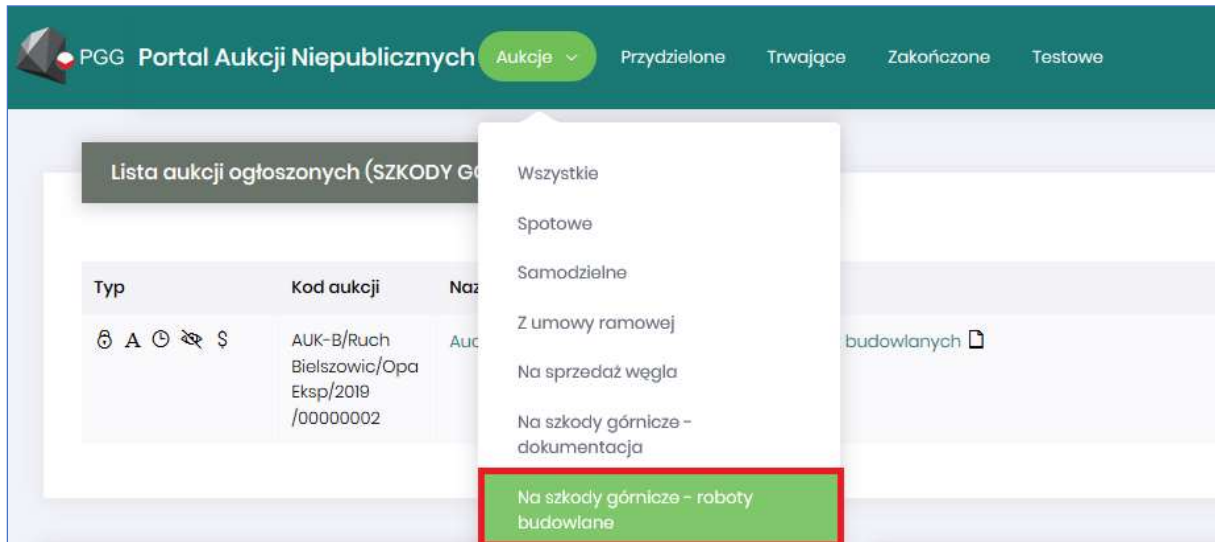 PGG Portal Aukcji Niepublicznych Aukcje Przydzielone Trwające Zakończone Testowe
Lista aukcji ogłoszonych (SZKODY
Wszystkie
Spotowe
Samodzielne
Z umowy ramowej
Na sprzedaż węgla
Na szkody górnicze -
dokumentacja
Na szkody górnicze - roboty
budowlane
Typ Kod aukcji
A $ AUK-B/Ruch budowlanych
Bielszowic/Opa
Eksp/2019
/00000002